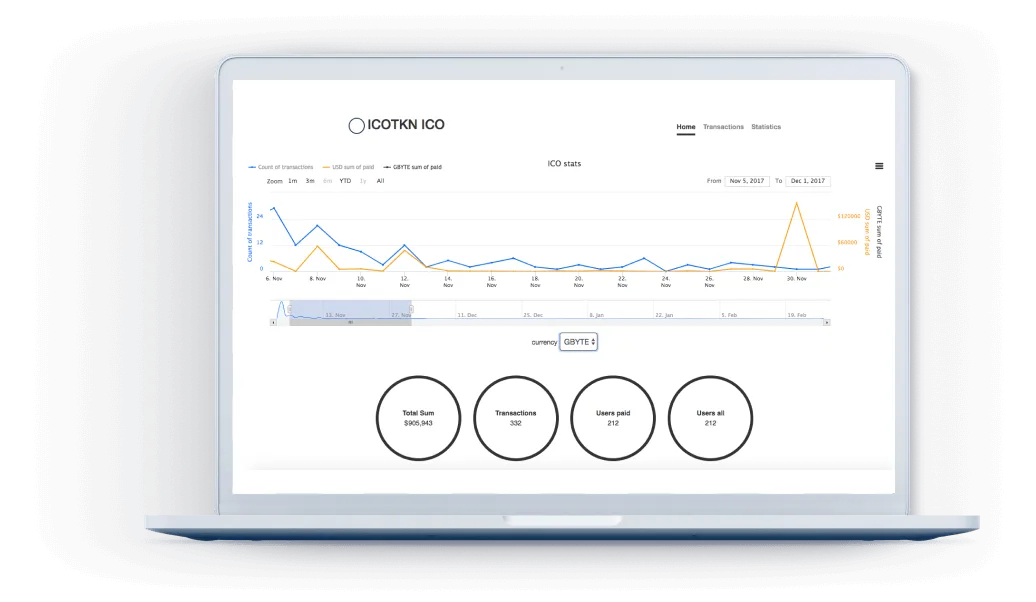 ICOTKN ICO
Home Transactions Statistics
Count of transactions USD sum of paid GBYTE sum of paid
ICO stats
Zoom 1m 3m 6m YTD 1y All
From Nov 5, 2017 To Dec 1, 2017
Count of transactions
24
12
0
$120000
$60000
$0
USD sum of paid
GBYTE sum of paid
6. Nov 8. Nov 10. Nov 12. Nov 14. Nov 16. Nov 18. Nov 20. Nov 22. Nov 24. Nov 26. Nov 28. Nov 30. Nov
13. Nov 27. Nov 11. Dec 25. Dec 8. Jan 22. Jan 5. Feb 19. Feb
currency GBYTE
Total Sum
$905,943
Transactions
332
Users paid
212
Users all
212